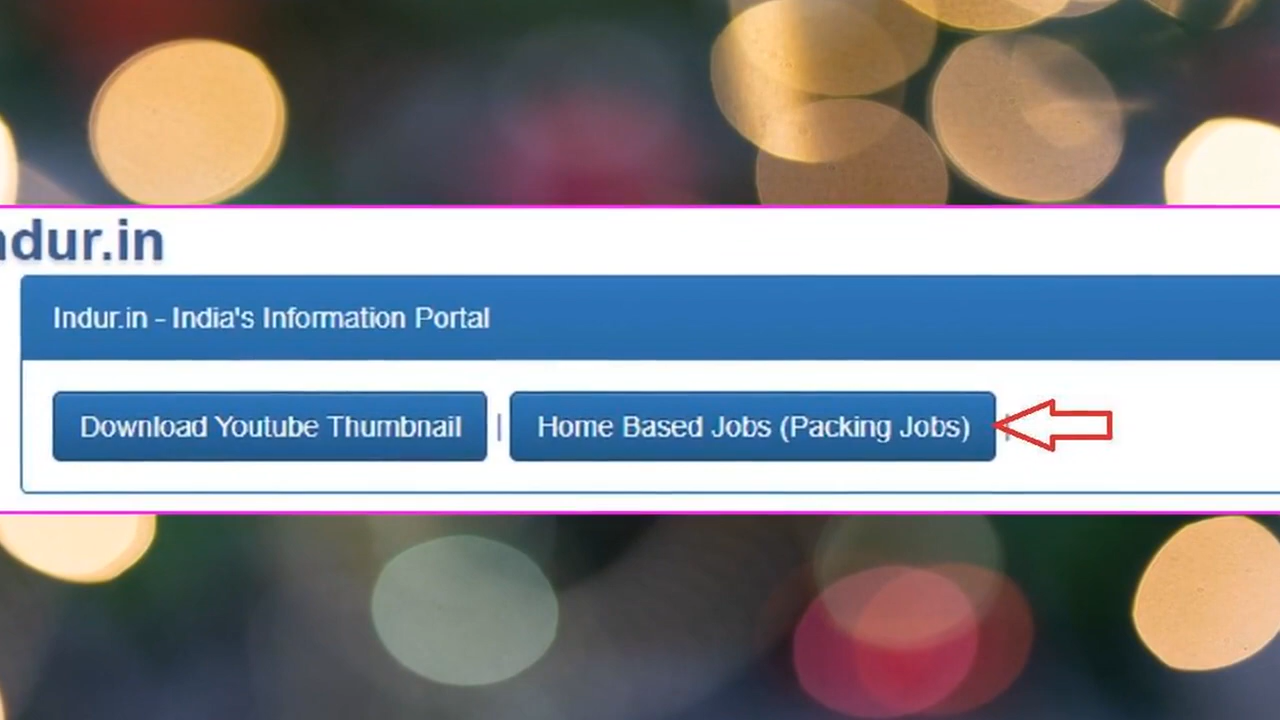 ndur.in
Indur.in - India's Information Portal
Download Youtube Thumbnail | Home Based Jobs (Packing Jobs) |